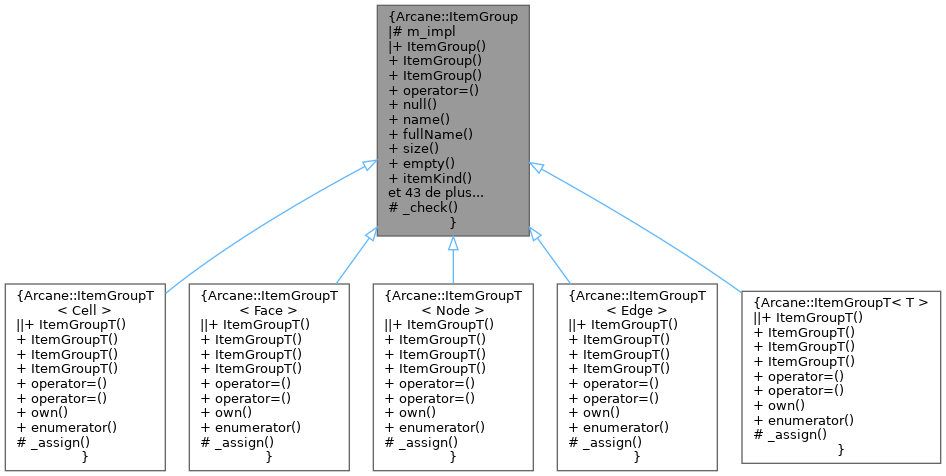 {Arcane::ItemGroup
|# m_impl
|+ ItemGroup()
+ ItemGroup()
+ ItemGroup()
+ operator=()
+ null()
+ name()
+ fullName()
+ size()
+ empty()
+ itemKind()
et 43 de plus...
# _check()
}
{Arcane::ItemGroupT
< Cell >
||+ ItemGroupT()
+ ItemGroupT()
+ ItemGroupT()
+ ItemGroupT()
+ operator=()
+ operator=()
+ own()
+ enumerator()
# _assign()
}
{Arcane::ItemGroupT
< Face >
||+ ItemGroupT()
+ ItemGroupT()
+ ItemGroupT()
+ ItemGroupT()
+ operator=()
+ operator=()
+ own()
+ enumerator()
# _assign()
}
{Arcane::ItemGroupT
< Node >
||+ ItemGroupT()
+ ItemGroupT()
+ ItemGroupT()
+ ItemGroupT()
+ operator=()
+ operator=()
+ own()
+ enumerator()
# _assign()
}
{Arcane::ItemGroupT
< Edge >
||+ ItemGroupT()
+ ItemGroupT()
+ ItemGroupT()
+ ItemGroupT()
+ operator=()
+ operator=()
+ own()
+ enumerator()
# _assign()
}
{Arcane::ItemGroupT< T >
||+ ItemGroupT()
+ ItemGroupT()
+ ItemGroupT()
+ ItemGroupT()
+ operator=()
+ operator=()
+ own()
+ enumerator()
# _assign()
}